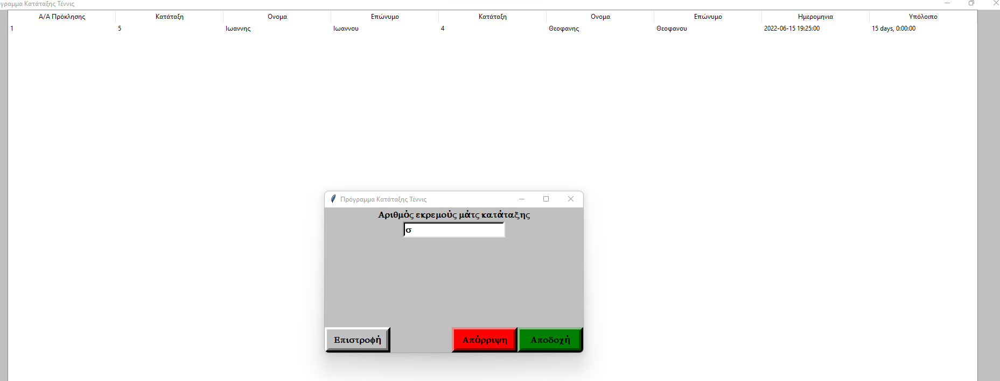 γραμμα Κατάταξης Τέννις
Α/Α Πρόκλησης Κατάταξη Ονομα Επώνυμο Κατάταξη Ονομα Επώνυμο Ημερομηνια Υπόλοιπο
1 5 Ιωαννης Ιωαννου 4 Θεοφανης Θεοφανου 2022-06-15 19:25:00 15 days, 0:00:00
Πρόγραμμα Κατάταξης Τέννις
Αριθμός εκρεμούς μάτς κατάταξης
σ
Επιστροφή Απόρριψη Αποδοχή